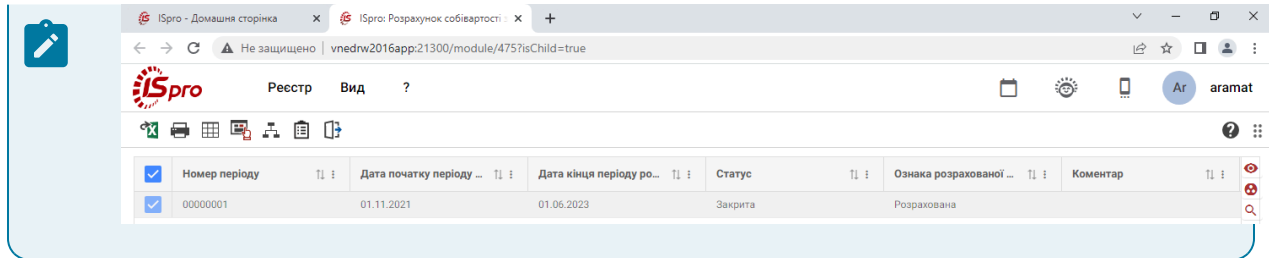 ISpro - Домашня сторінка
ISpro: Розрахунок собівартості з
Не защищено | vnedrw2016app:21300/module/475?isChild=true
ISpro Реєстр Вид ? Ar aramat
Номер періоду Дата початку періоду ... Дата кінця періоду ро... Статус Ознака розрахованої ... Коментар
00000001 01.11.2021 01.06.2023 Закрита Розрахована